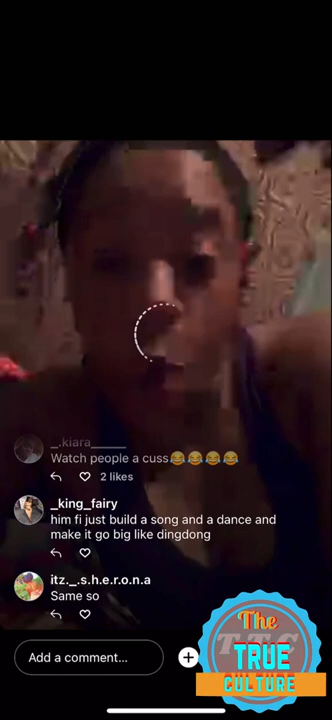 _.kiara______
Watch people a cuss😂😂😂😂
2 likes
_king_fairy
him fi just build a song and a dance and
make it go big like dingdong
itz._.s.h.e.r.o.n.a
Same so
Add a comment...
The
T.T.C
TRUE
CULTURE